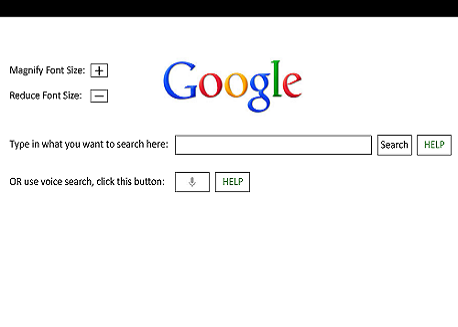 Google
Magnify Font Size: +
Reduce Font Size: −
Type in what you want to search here: Search HELP
OR use voice search, click this button: HELP